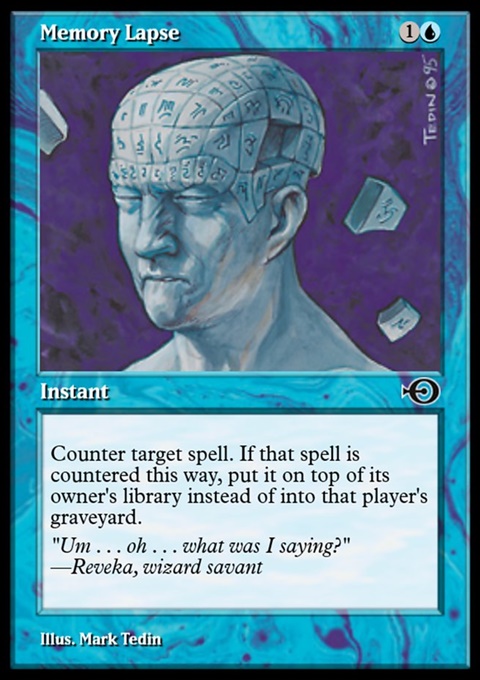 Memory Lapse 1
TEDIN © 95
Instant
Counter target spell. If that spell is
countered this way, put it on top of its
owner's library instead of into that player's
graveyard.
"Um . . . oh . . . what was I saying?"
—Reveka, wizard savant
Illus. Mark Tedin